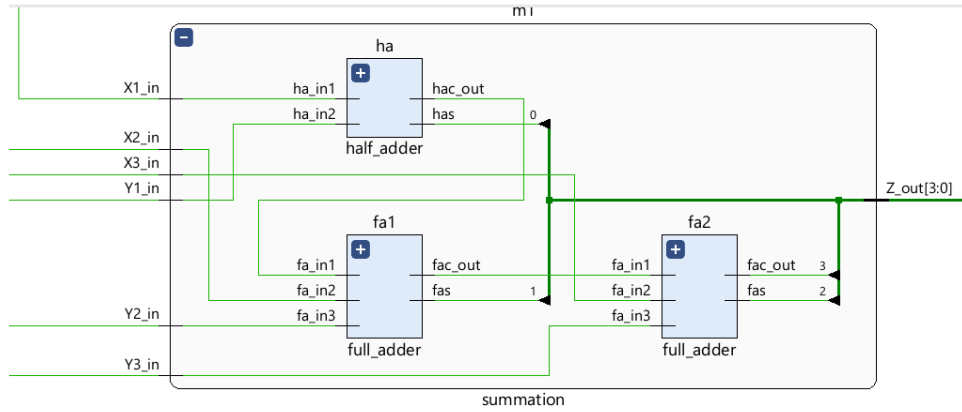 m1
ha
X1_in
ha_in1
hac_out
ha_in2
has
0
X2_in
half_adder
X3_in
Y1_in
Z_out[3:0]
fa1
fa2
fa_in1
fac_out
fa_in1
fac_out
3
fa_in2
fas
1
fa_in2
fas
2
Y2_in
fa_in3
fa_in3
full_adder
full_adder
Y3_in
summation